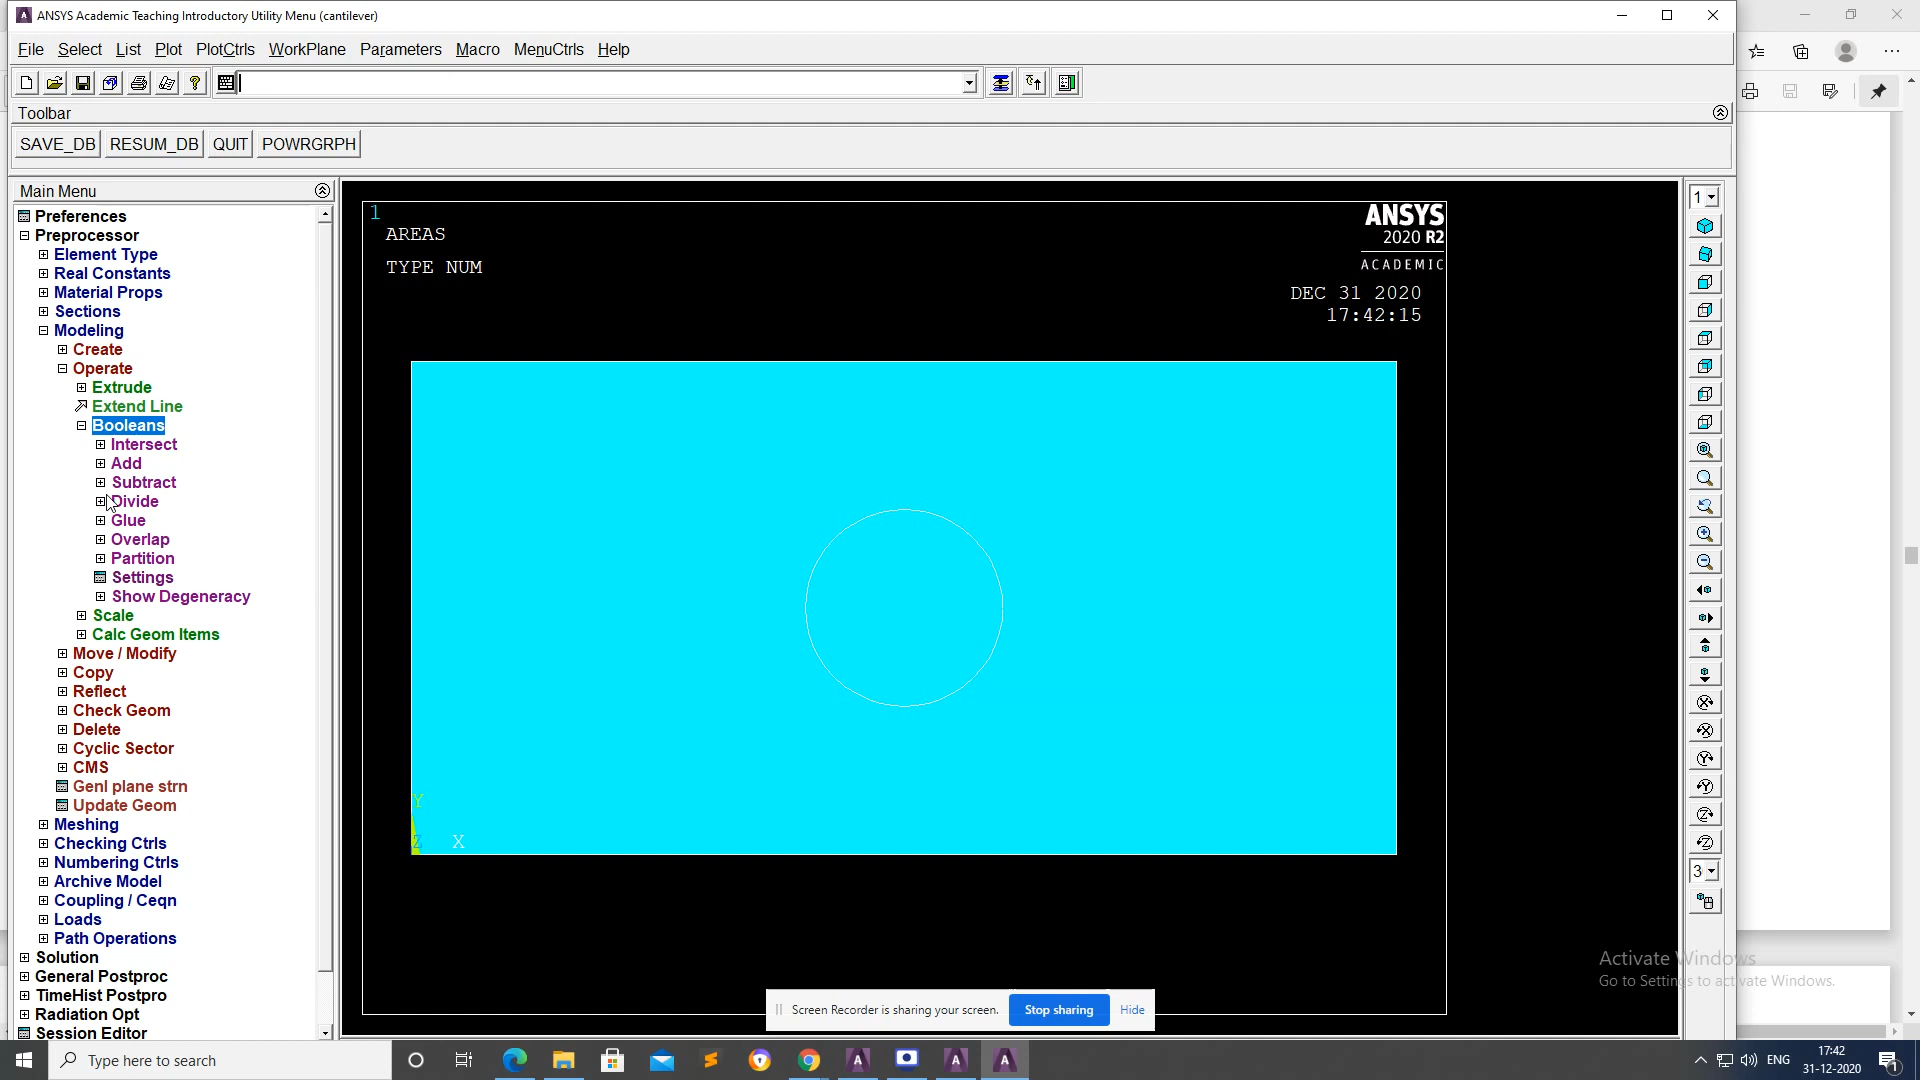 ANSYS Academic Teaching Introductory Utility Menu (cantilever)
File Select List Plot PlotCtrls WorkPlane Parameters Macro MenuCtrls Help
Toolbar
SAVE_DB RESUM_DB QUIT POWRGRPH
Main Menu
Preferences
Preprocessor
Element Type
Real Constants
Material Props
Sections
Modeling
Create
Operate
Extrude
Extend Line
Booleans
Intersect
Add
Subtract
Divide
Glue
Overlap
Partition
Settings
Show Degeneracy
Scale
Calc Geom Items
Move / Modify
Copy
Reflect
Check Geom
Delete
Cyclic Sector
CMS
Genl plane strn
Update Geom
Meshing
Checking Ctrls
Numbering Ctrls
Archive Model
Coupling / Ceqn
Loads
Path Operations
Solution
General Postproc
TimeHist Postpro
Radiation Opt
Session Editor
1
AREAS
TYPE NUM
ANSYS
2020 R2
ACADEMIC
DEC 31 2020
17:42:15
Y
Z X
1
3
Activate Windows
Go to Settings to activate Windows.
Screen Recorder is sharing your screen. Stop sharing Hide
Type here to search
ENG
17:42
31-12-2020
1